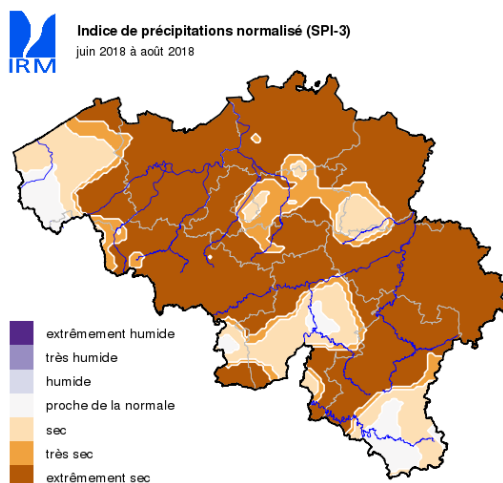 Indice de précipitations normalisé (SPI-3)
juin 2018 à août 2018
IRM
extrêmement humide
très humide
humide
proche de la normale
sec
très sec
extrêmement sec